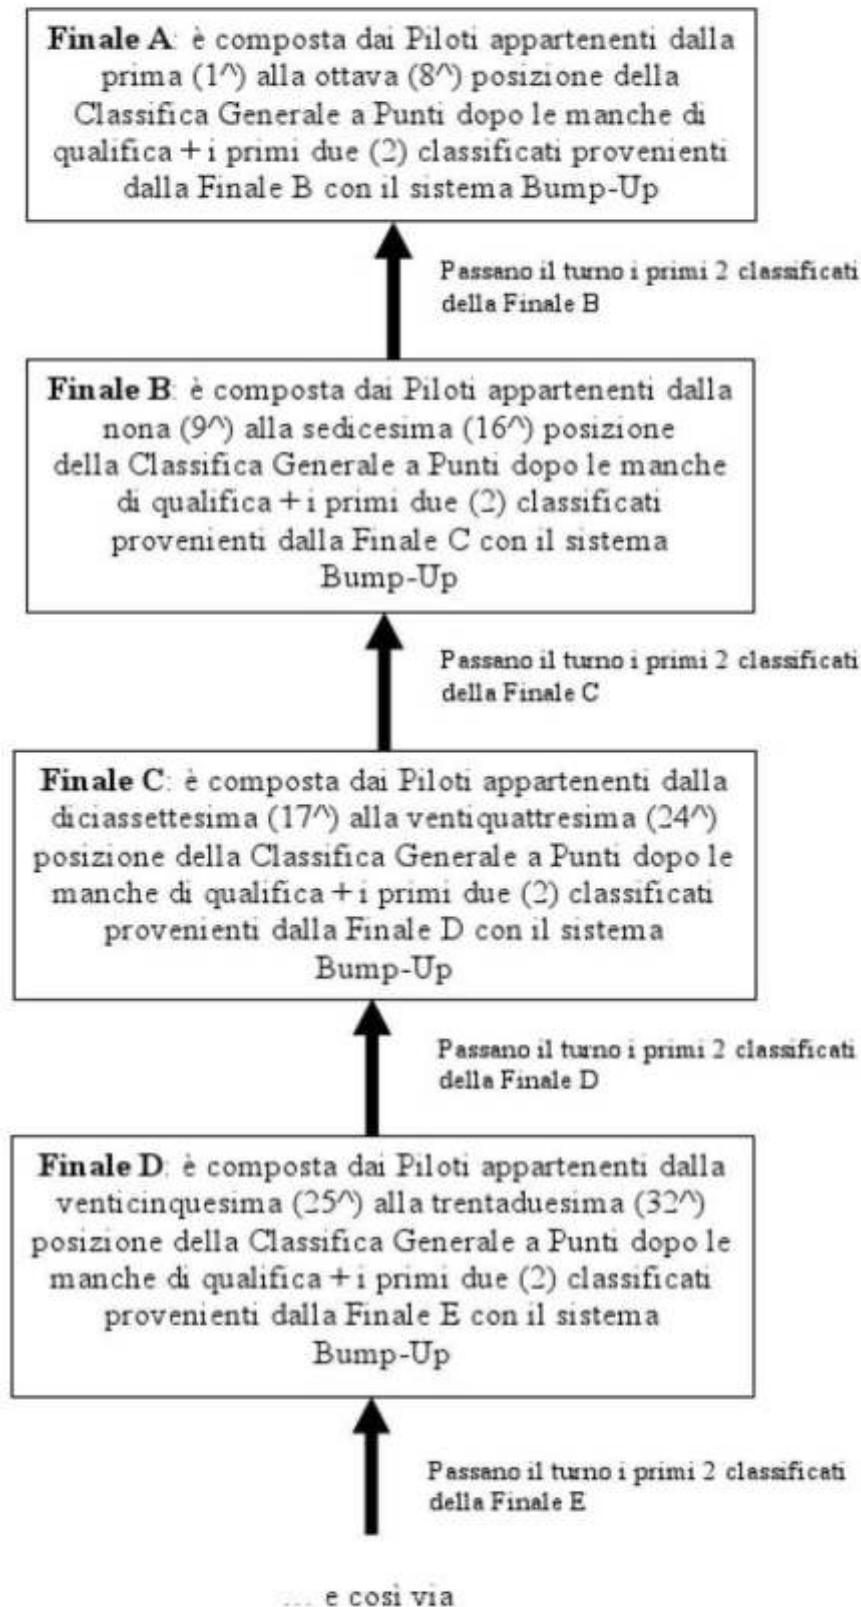 Finale A: è composta dai Piloti appartenenti dalla
prima (1^) alla ottava (8^) posizione della
Classifica Generale a Punti dopo le manche di
qualifica + i primi due (2) classificati provenienti
dalla Finale B con il sistema Bump-Up
Passano il turno i primi 2 classificati
della Finale B
Finale B: è composta dai Piloti appartenenti dalla
nona (9^) alla sedicesima (16^) posizione
della Classifica Generale a Punti dopo le manche
di qualifica + i primi due (2) classificati
provenienti dalla Finale C con il sistema
Bump-Up
Passano il turno i primi 2 classificati
della Finale C
Finale C: è composta dai Piloti appartenenti dalla
diciassettesima (17^) alla ventiquattresima (24^)
posizione della Classifica Generale a Punti dopo le
manche di qualifica + i primi due (2) classificati
provenienti dalla Finale D con il sistema
Bump-Up
Passano il turno i primi 2 classificati
della Finale D
Finale D: è composta dai Piloti appartenenti dalla
venticinquesima (25^) alla trentaduesima (32^)
posizione della Classifica Generale a Punti dopo le
manche di qualifica + i primi due (2) classificati
provenienti dalla Finale E con il sistema
Bump-Up
Passano il turno i primi 2 classificati
della Finale E
... e così via